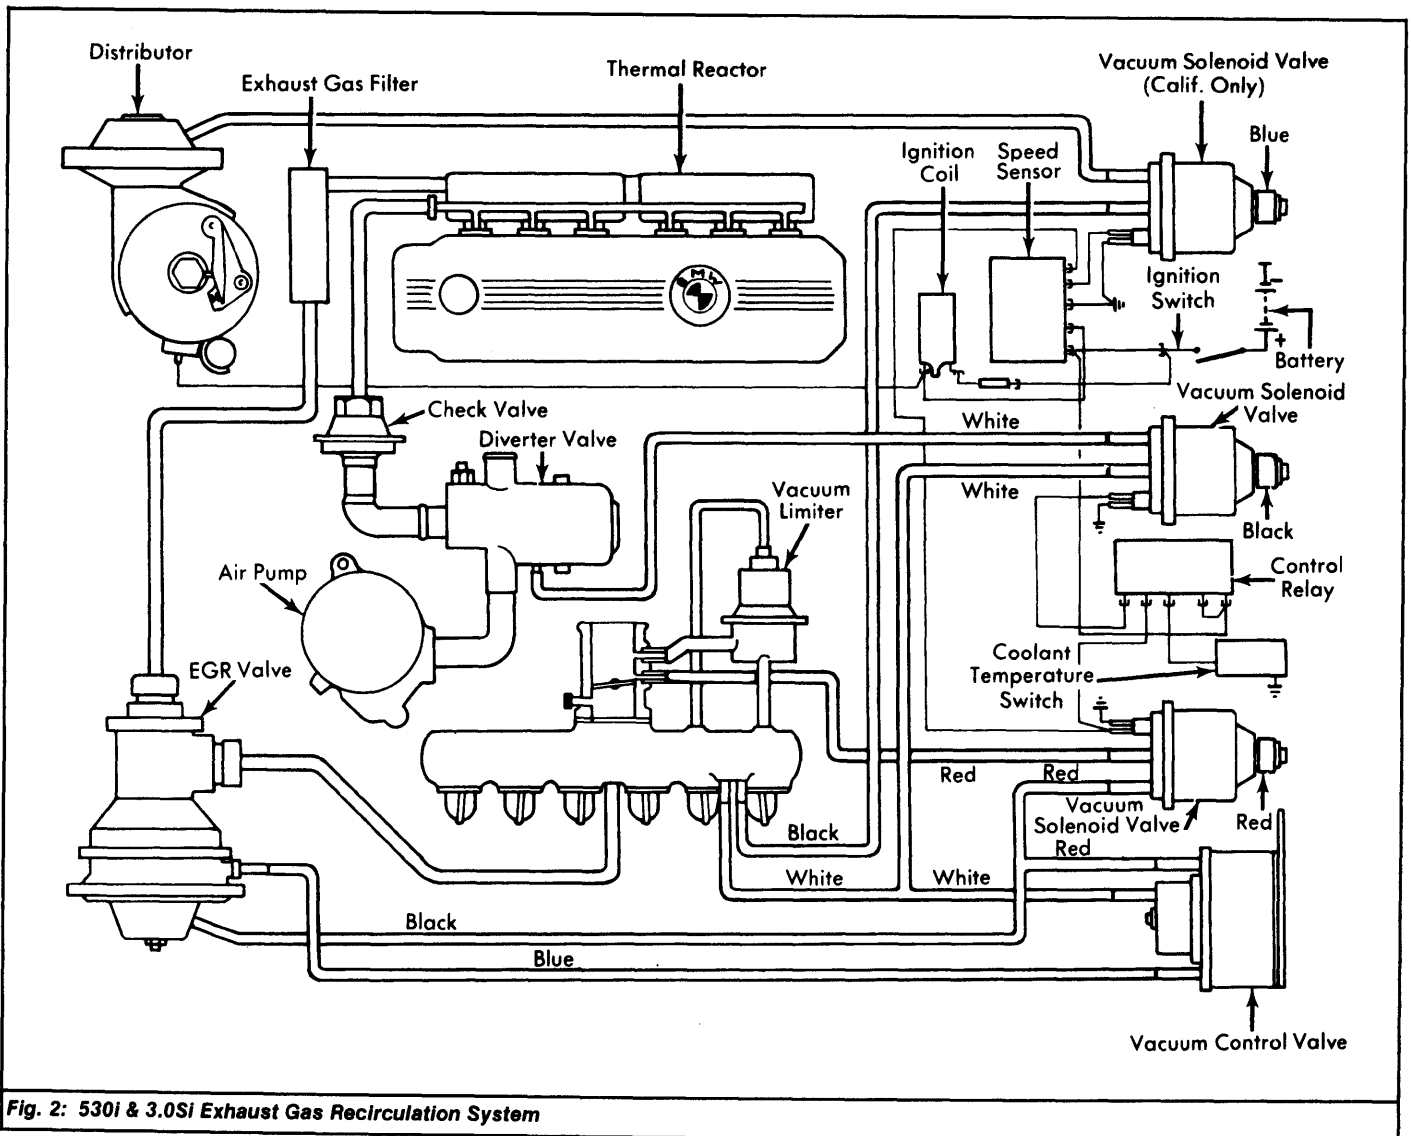 Distributor
Exhaust Gas Filter
Thermal Reactor
Vacuum Solenoid Valve
(Calif. Only)
Blue
Ignition
Coil
Speed
Sensor
BMW
Ignition
Switch
-
+
Battery
Check Valve
Diverter Valve
White
Vacuum Solenoid
Valve
White
Vacuum
Limiter
Black
Air Pump
Control
Relay
EGR Valve
Coolant
Temperature
Switch
Red
Red
Vacuum
Solenoid Valve
Red
Black
Red
White
White
Black
Blue
Vacuum Control Valve
Fig. 2: 530i & 3.0Si Exhaust Gas Recirculation System